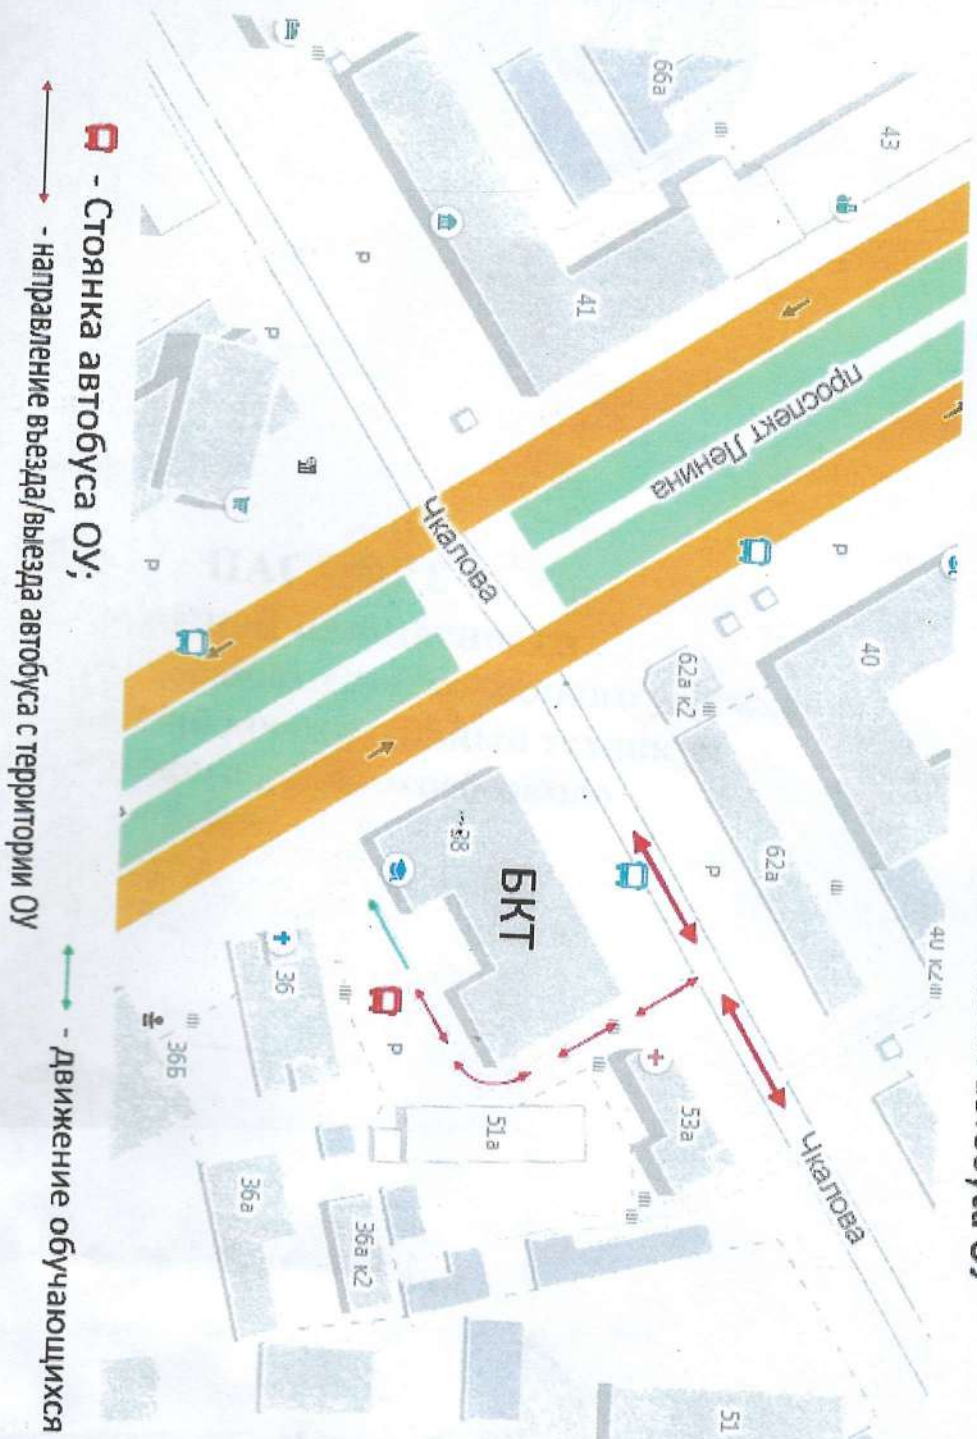 66а
43
41
проспект Ленина
Чкалова
40
62а к2
62а
40 к2
38
БКТ
36
36Б
53а
51а
Чкалова
36а
36а к2
51
Р
Р
Р
Р
Р
Р
- Стоянка автобуса ОУ;
- направление въезда/выезда автобуса с территории ОУ
- движение обучающихся